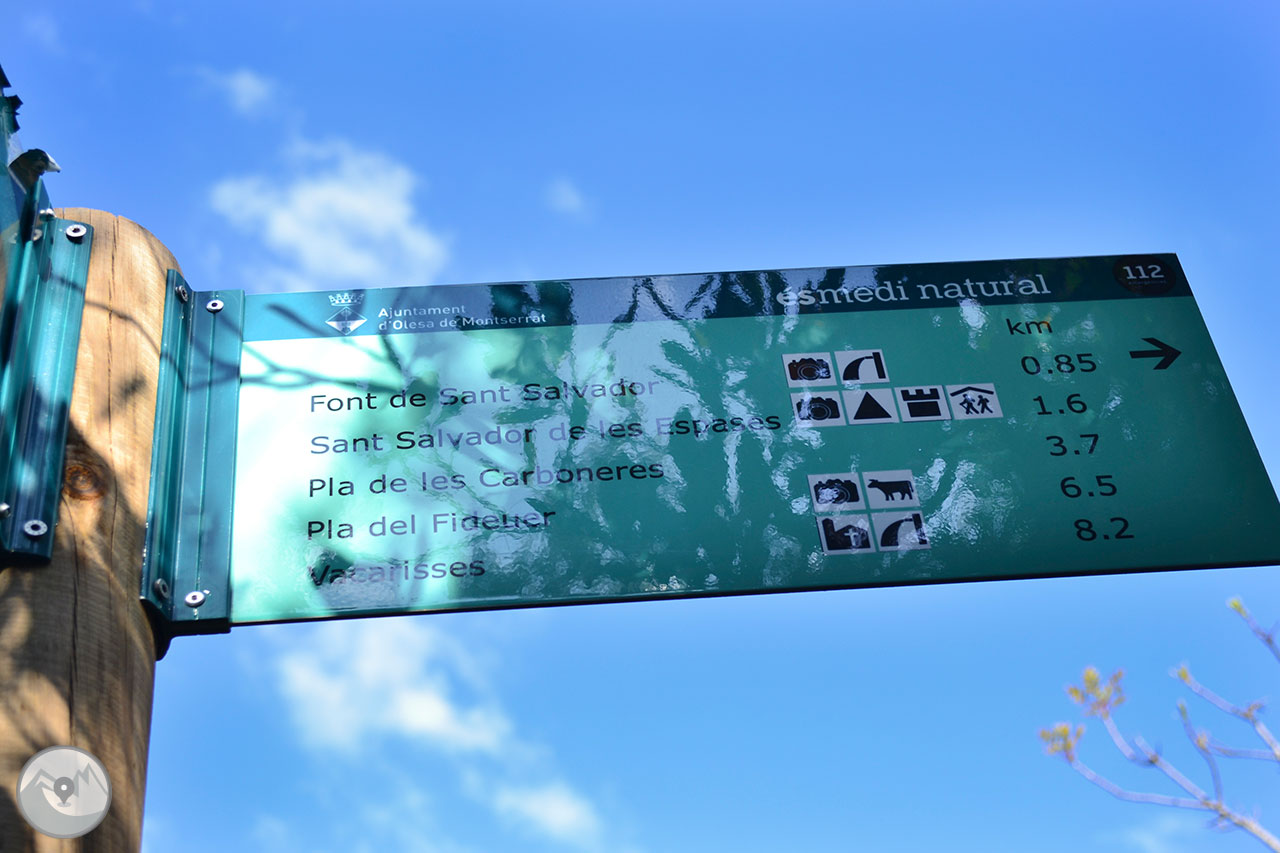 Ajuntament
d'Olesa de Montserrat
ésmedi natural
112
km
Font de Sant Salvador 0.85
Sant Salvador de les Espases 1.6
Pla de les Carboneres 3.7
Pla del Fideuer 6.5
Vacarisses 8.2